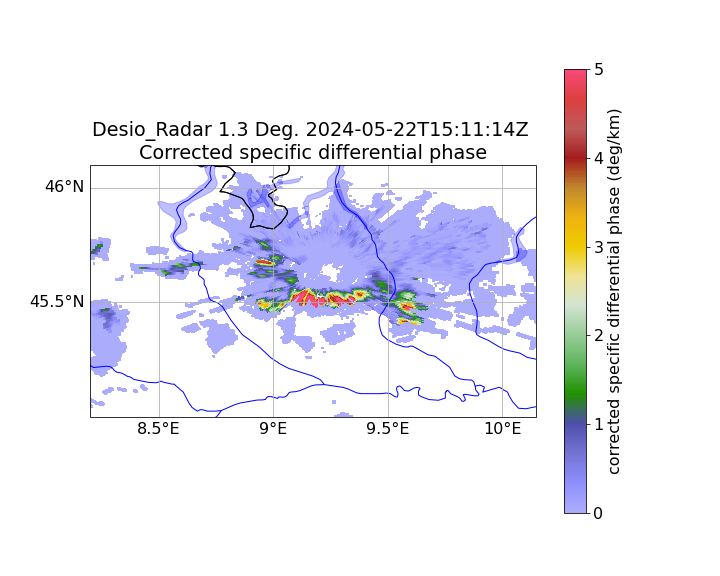 Desio_Radar 1.3 Deg. 2024-05-22T15:11:14Z
Corrected specific differential phase
46°N
45.5°N
8.5°E
9°E
9.5°E
10°E
5
4
3
2
1
0
corrected specific differential phase (deg/km)